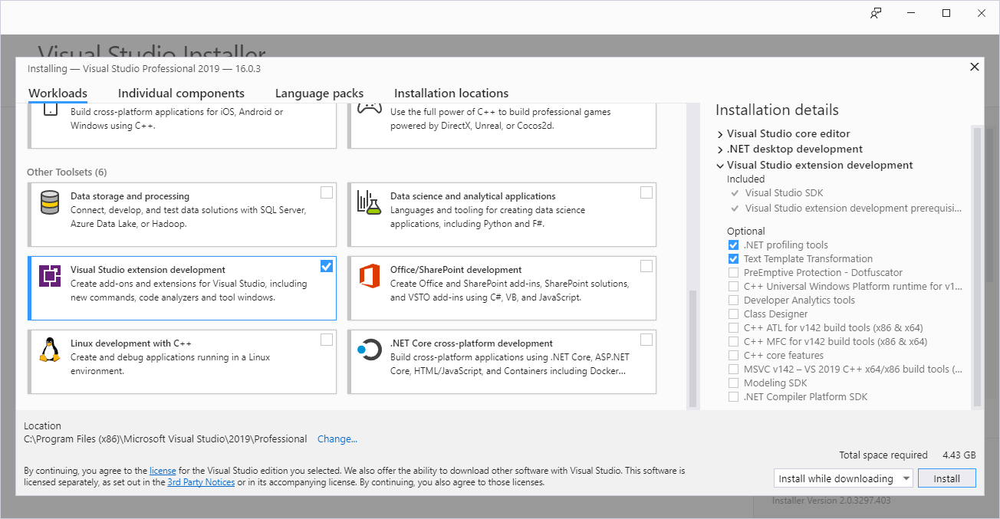 Visual Studio Installer
Installing — Visual Studio Professional 2019 — 16.0.3
Workloads
Individual components
Language packs
Installation locations
Build cross-platform applications for iOS, Android or
Windows using C++.
Use the full power of C++ to build professional games
powered by DirectX, Unreal, or Cocos2d.
Other Toolsets (6)
Data storage and processing
Connect, develop, and test data solutions with SQL Server,
Azure Data Lake, or Hadoop.
Data science and analytical applications
Languages and tooling for creating data science
applications, including Python and F#.
Visual Studio extension development
Create add-ons and extensions for Visual Studio, including
new commands, code analyzers and tool windows.
Office/SharePoint development
Create Office and SharePoint add-ins, SharePoint solutions,
and VSTO add-ins using C#, VB, and JavaScript.
Linux development with C++
Create and debug applications running in a Linux
environment.
.NET Core cross-platform development
Build cross-platform applications using .NET Core, ASP.NET
Core, HTML/JavaScript, and Containers including Docker...
Installation details
Visual Studio core editor
.NET desktop development
Visual Studio extension development
Included
Visual Studio SDK
Visual Studio extension development prerequisi...
Optional
.NET profiling tools
Text Template Transformation
PreEmptive Protection - Dotfuscator
C++ Universal Windows Platform runtime for v1...
Developer Analytics tools
Class Designer
C++ ATL for v142 build tools (x86 & x64)
C++ MFC for v142 build tools (x86 & x64)
C++ core features
MSVC v142 – VS 2019 C++ x64/x86 build tools (...
Modeling SDK
.NET Compiler Platform SDK
Location
C:\Program Files (x86)\Microsoft Visual Studio\2019\Professional Change...
By continuing, you agree to the license for the Visual Studio edition you selected. We also offer the ability to download other software with Visual Studio. This software is
licensed separately, as set out in the 3rd Party Notices or in its accompanying license. By continuing, you also agree to those licenses.
Total space required 4.43 GB
Install while downloading
Install
Installer Version 2.0.3297.403